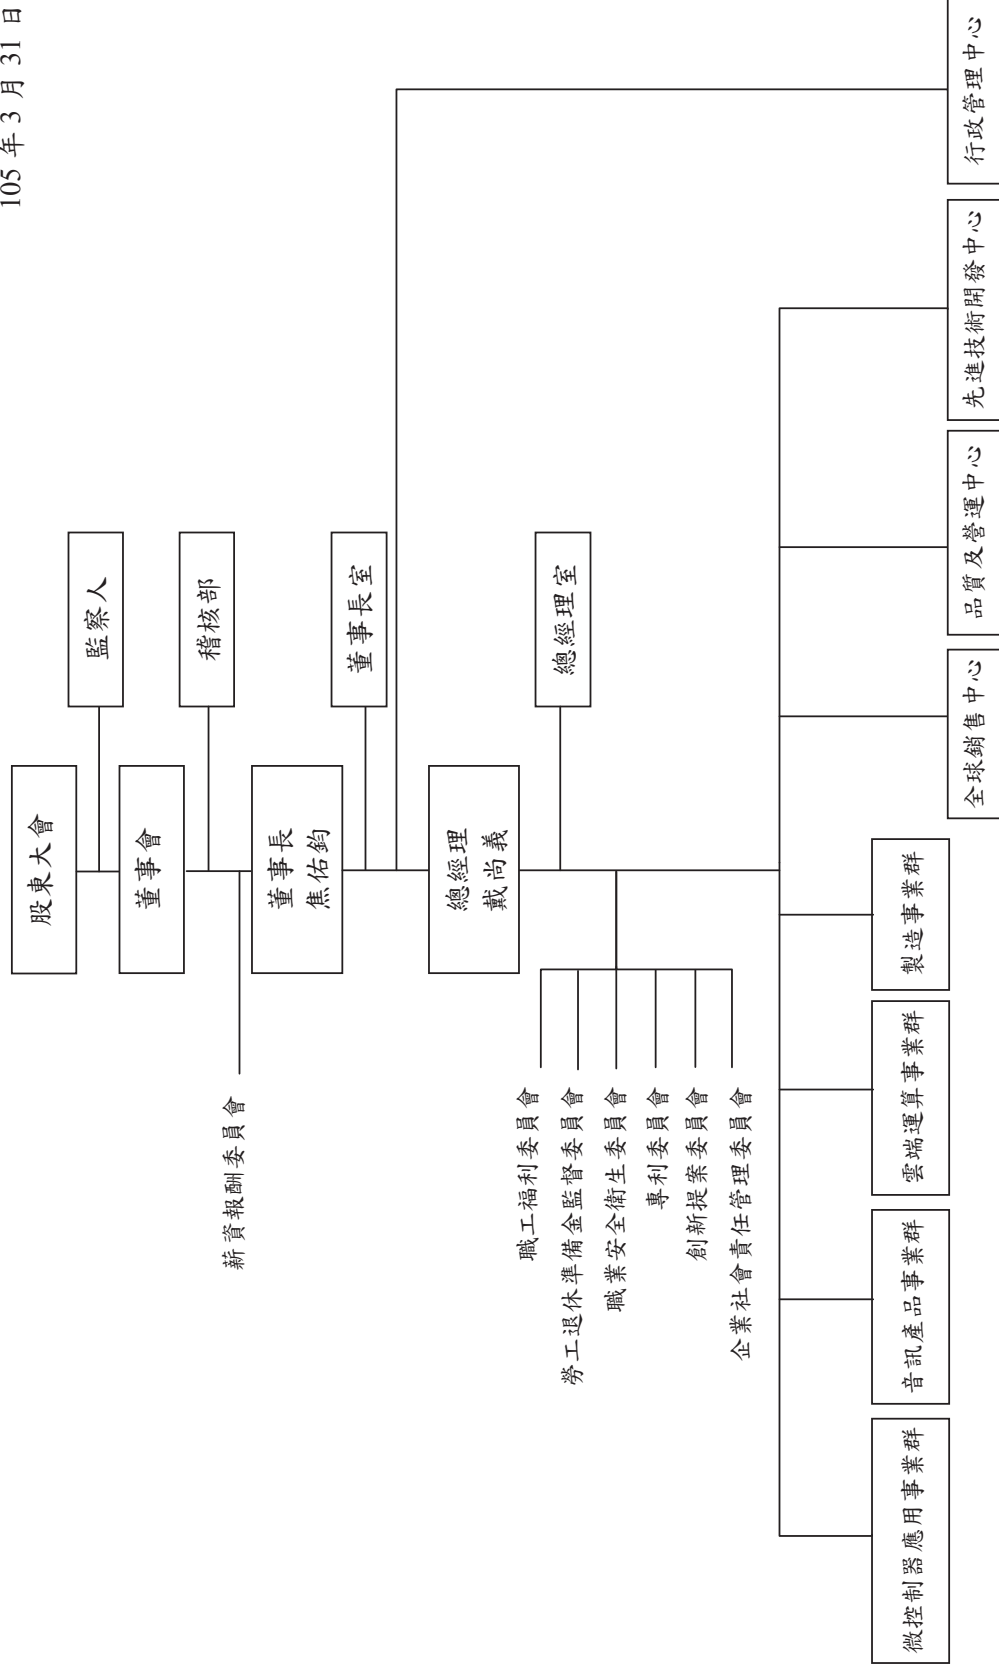 105 年 3 月 31 日
股東大會
監察人
董事會
稽核部
薪資報酬委員會
董事長
焦佑鈞
董事長室
總經理
戴尚義
總經理室
職工福利委員會
勞工退休準備金監督委員會
職業安全衛生委員會
專利委員會
創新提案委員會
企業社會責任管理委員會
微控制器應用事業群
音訊產品事業群
雲端運算事業群
製造事業群
全球銷售中心
品質及營運中心
先進技術開發中心
行政管理中心